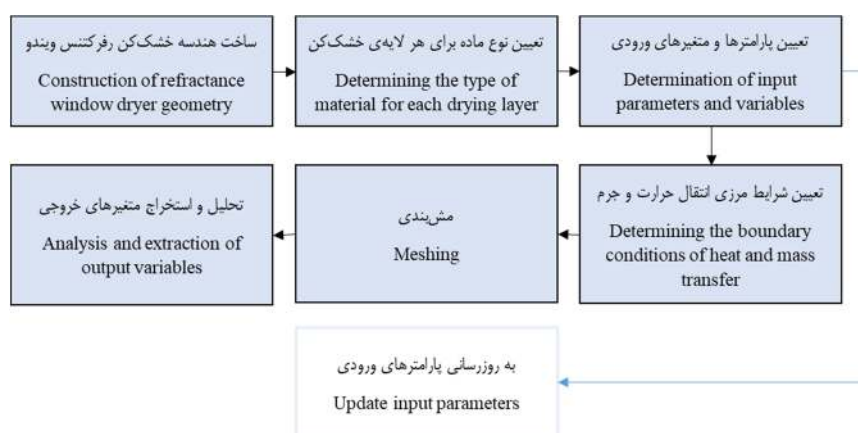 ساخت هندسه خشک‌کن رفرکتنس ویندو
Construction of refractance
window dryer geometry
تعیین نوع ماده برای هر لایه‌ی خشک‌کن
Determining the type of
material for each drying layer
تعیین پارامترها و متغیرهای ورودی
Determination of input
parameters and variables
تعیین شرایط مرزی انتقال حرارت و جرم
Determining the boundary
conditions of heat and mass
transfer
مش‌بندی
Meshing
تحلیل و استخراج متغیرهای خروجی
Analysis and extraction of
output variables
به روزرسانی پارامترهای ورودی
Update input parameters